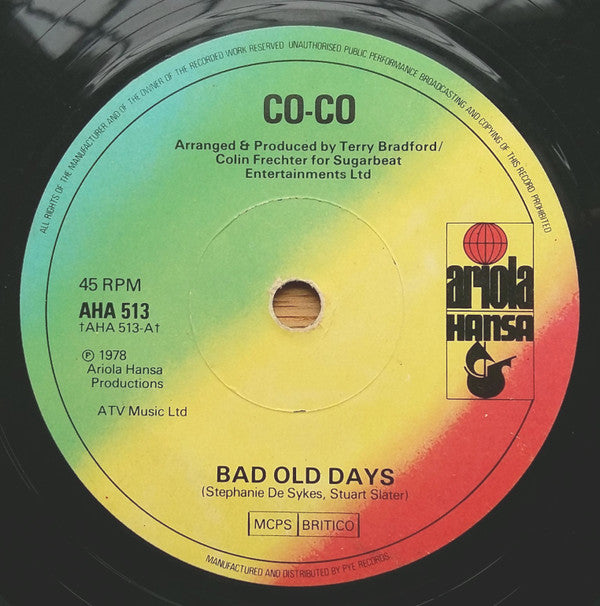 ALL RIGHTS OF THE MANUFACTURER AND OF THE OWNER OF THE RECORDED WORK RESERVED UNAUTHORISED PUBLIC PERFORMANCE BROADCASTING AND COPYING OF THIS RECORD PROHIBITED
CO-CO
Arranged & Produced by Terry Bradford/
Colin Frechter for Sugarbeat
Entertainments Ltd
45 RPM
AHA 513
†AHA 513-A†
℗ 1978
Ariola Hansa
Productions
ATV Music Ltd
ariola
HANSA
BAD OLD DAYS
(Stephanie De Sykes, Stuart Slater)
MCPS BRITICO
MANUFACTURED AND DISTRIBUTED BY PYE RECORDS